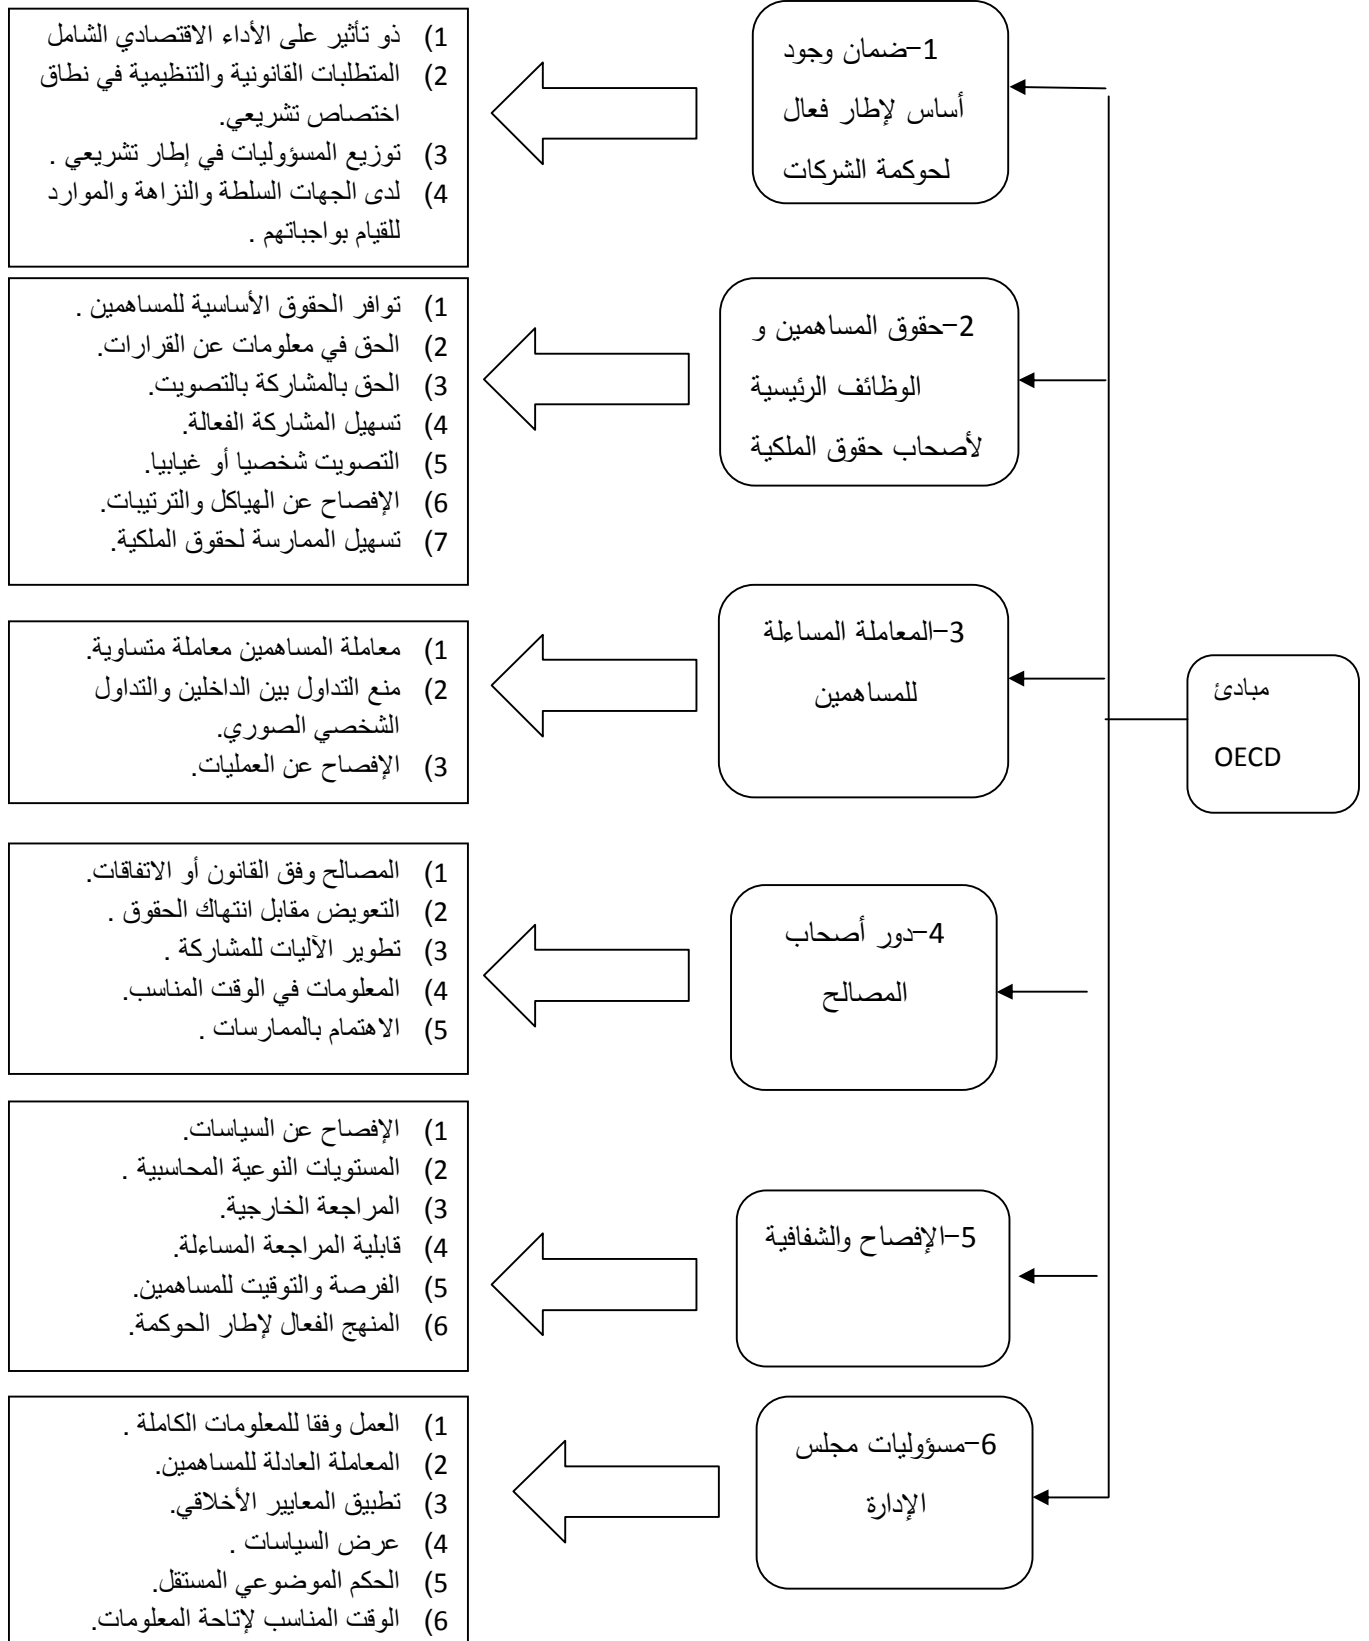 مبادئ
OECD
1-ضمان وجود
أساس لإطار فعال
لحوكمة الشركات
1) ذو تأثير على الأداء الاقتصادي الشامل
2) المتطلبات القانونية والتنظيمية في نطاق
اختصاص تشريعي.
3) توزيع المسؤوليات في إطار تشريعي .
4) لدى الجهات السلطة والنزاهة والموارد
للقيام بواجباتهم .
2-حقوق المساهمين و
الوظائف الرئيسية
لأصحاب حقوق الملكية
1) توافر الحقوق الأساسية للمساهمين .
2) الحق في معلومات عن القرارات.
3) الحق بالمشاركة بالتصويت.
4) تسهيل المشاركة الفعالة.
5) التصويت شخصيا أو غيابيا.
6) الإفصاح عن الهياكل والترتيبات.
7) تسهيل الممارسة لحقوق الملكية.
3-المعاملة المساءلة
للمساهمين
1) معاملة المساهمين معاملة متساوية.
2) منع التداول بين الداخلين والتداول
الشخصي الصوري.
3) الإفصاح عن العمليات.
4-دور أصحاب
المصالح
1) المصالح وفق القانون أو الاتفاقات.
2) التعويض مقابل انتهاك الحقوق .
3) تطوير الآليات للمشاركة .
4) المعلومات في الوقت المناسب.
5) الاهتمام بالممارسات .
5-الإفصاح والشفافية
1) الإفصاح عن السياسات.
2) المستويات النوعية المحاسبية .
3) المراجعة الخارجية.
4) قابلية المراجعة المساءلة.
5) الفرصة والتوقيت للمساهمين.
6) المنهج الفعال لإطار الحوكمة.
6-مسؤوليات مجلس
الإدارة
1) العمل وفقا للمعلومات الكاملة .
2) المعاملة العادلة للمساهمين.
3) تطبيق المعايير الأخلاقي.
4) عرض السياسات .
5) الحكم الموضوعي المستقل.
6) الوقت المناسب لإتاحة المعلومات.